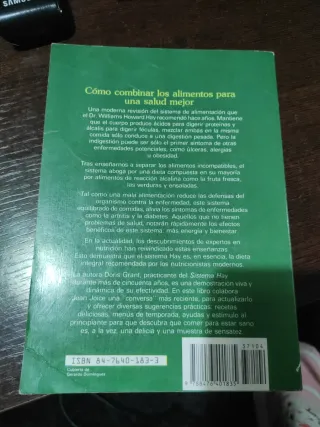 SAMSUNG
Cómo combinar los alimentos para
una salud mejor
Una moderna revisión del sistema de alimentación que
el Dr. Williams Howard Hay recomendó hace años. Mantiene
que el cuerpo produce ácidos para digerir proteínas y
álcalis para digerir féculas, mezclar ambas en la misma
comida sólo conduce a una digestión pesada. Pero la
indigestión puede ser sólo el primer síntoma de otras
enfermedades potenciales, como úlceras, alergias
u obesidad.
Tras enseñarnos a separar los alimentos incompatibles, el
sistema aboga por una dieta compuesta en su mayoría
por alimentos de reacción alcalina como la fruta fresca,
las verduras y ensaladas.
Tal como una mala alimentación reduce las defensas del
organismo contra la enfermedad, este sistema
equilibrado de comidas, alivia los síntomas de enfermedades
como la artritis y la diabetes. Aquellos que no tienen
problemas de salud, notarán rápidamente los efectos
beneficios de este sistema, más energía y bienestar.
En la actualidad, los descubrimientos de expertos en
nutrición han reivindicado estas enseñanzas.
Esto demuestra que el sistema Hay es, en esencia, la dieta
integral recomendada por los nutricionistas modernos.
La autora Doris Grant, practicante del Sistema Hay
durante más de cincuenta años, es una demostración viva y
dinámica de su efectividad. En este libro colabora
Jean Joice una "conversa" más reciente, para actualizarlo
y ofrecer diversas sugerencias prácticas, recetas
deliciosas, menús de temporada, ayudas y estímulo al
principiante para que descubra que comer para estar sano
es, a la vez, una delicia y una muestra de sensatez.
ISBN 84-7640-183-3
Cubierta de
Gerardo Domínguez
9 788476 401835